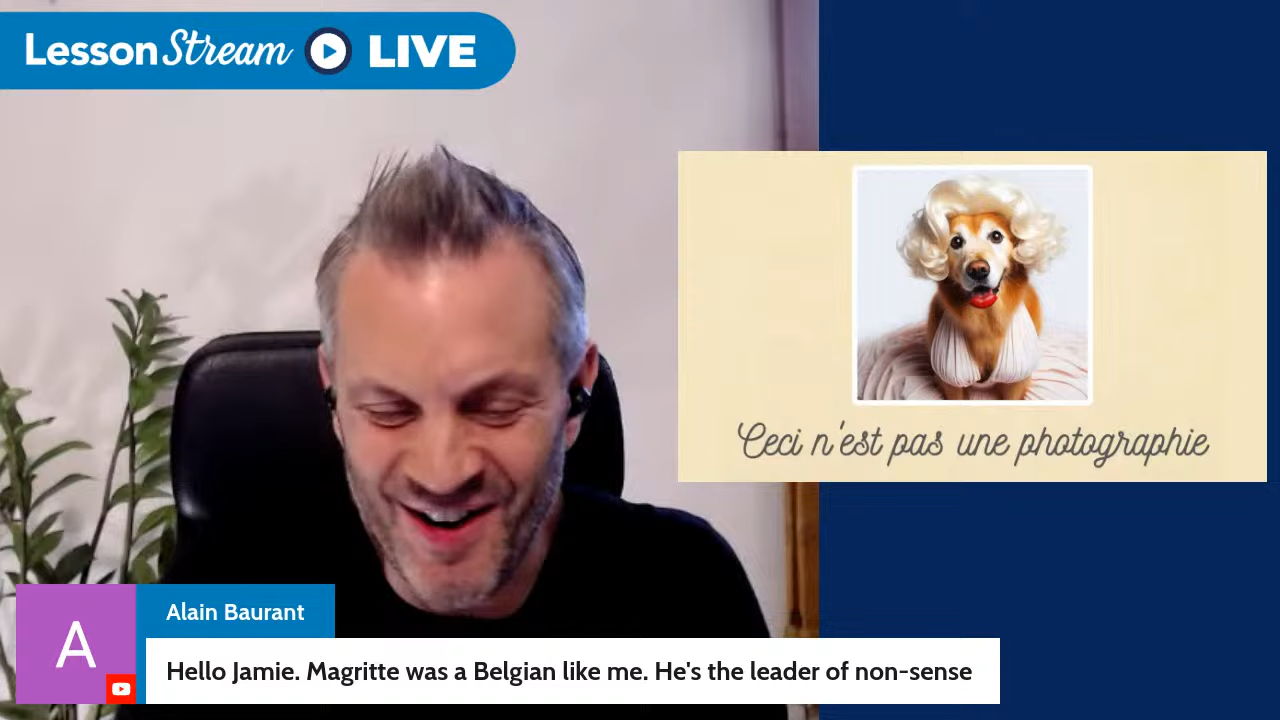 LessonStream LIVE
Ceci n'est pas une photographie
A
Alain Baurant
Hello Jamie. Magritte was a Belgian like me. He's the leader of non-sense